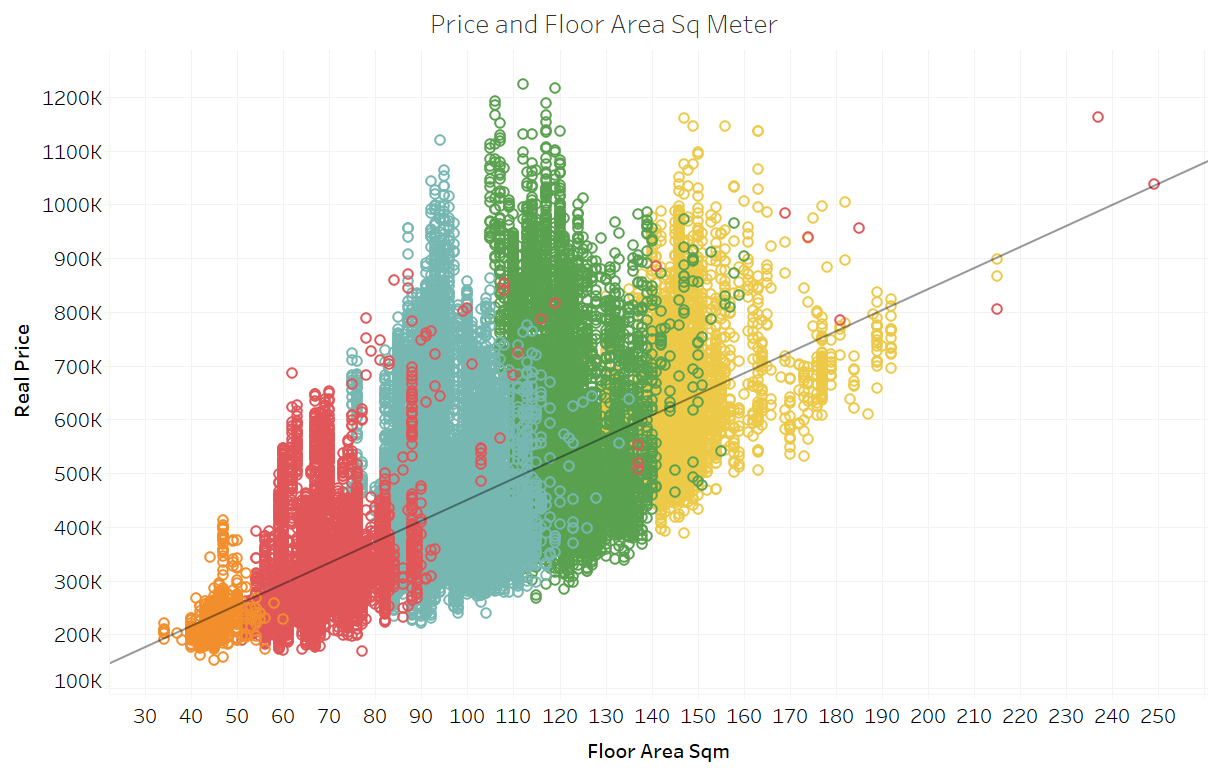 Price and Floor Area Sq Meter
1200K
1100K
1000K
900K
800K
700K
600K
500K
400K
300K
200K
100K
Real Price
30 40 50 60 70 80 90 100 110 120 130 140 150 160 170 180 190 200 210 220 230 240 250
Floor Area Sqm